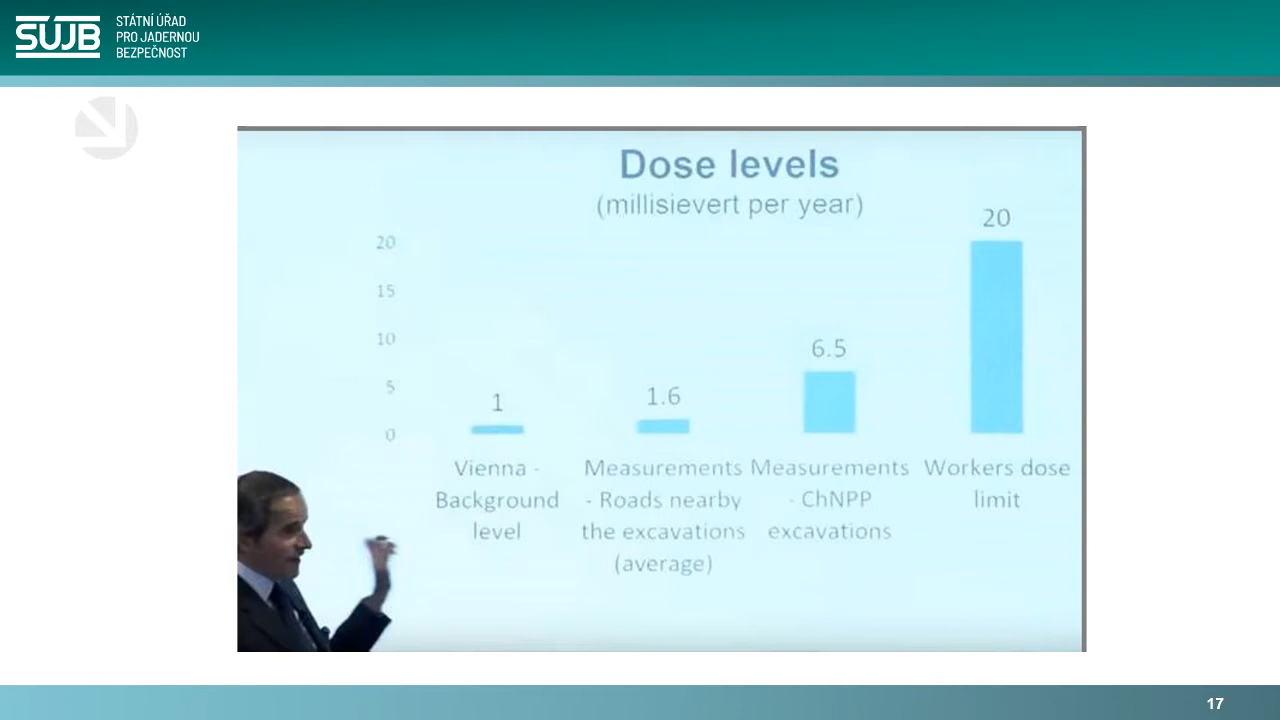 SÚJB
STÁTNÍ ÚŘAD
PRO JADERNOU
BEZPEČNOST
Dose levels
(millisievert per year)
20
15
10
5
0
1
1.6
6.5
20
Vienna -
Background
level
Measurements
- Roads nearby
the excavations
(average)
Measurements
- ChNPP
excavations
Workers dose
limit
17